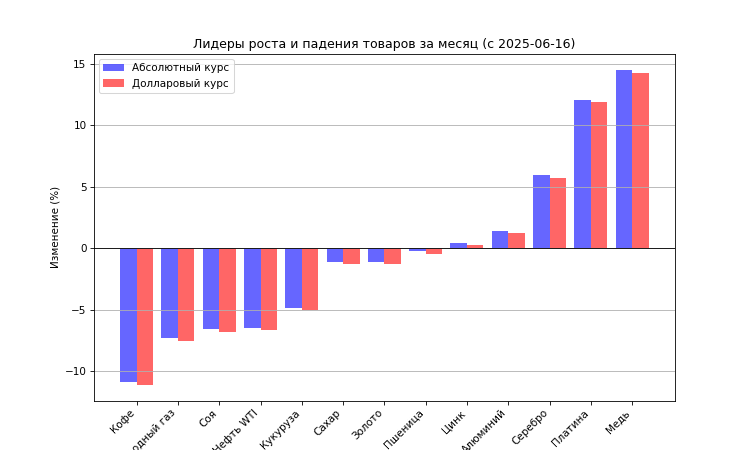 Лидеры роста и падения товаров за месяц (с 2025-06-16)
Абсолютный курс
Долларовый курс
Изменение (%)
15
10
5
0
−5
−10
Кофе
газ
Соя
Нефть WTI
Кукуруза
Сахар
Золото
Пшеница
Цинк
Алюминий
Серебро
Платина
Медь